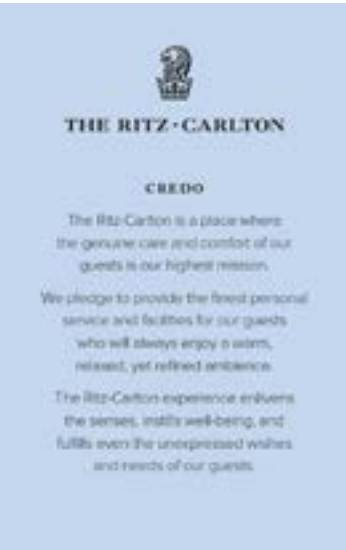 THE RITZ·CARLTON
CREDO
The Ritz-Carlton is a place where
the genuine care and comfort of our
guests is our highest mission.
We pledge to provide the finest personal
service and facilities for our guests
who will always enjoy a warm,
relaxed, yet refined ambience.
The Ritz-Carlton experience enlivens
the senses, instills well-being, and
fulfills even the unexpressed wishes
and needs of our guests.